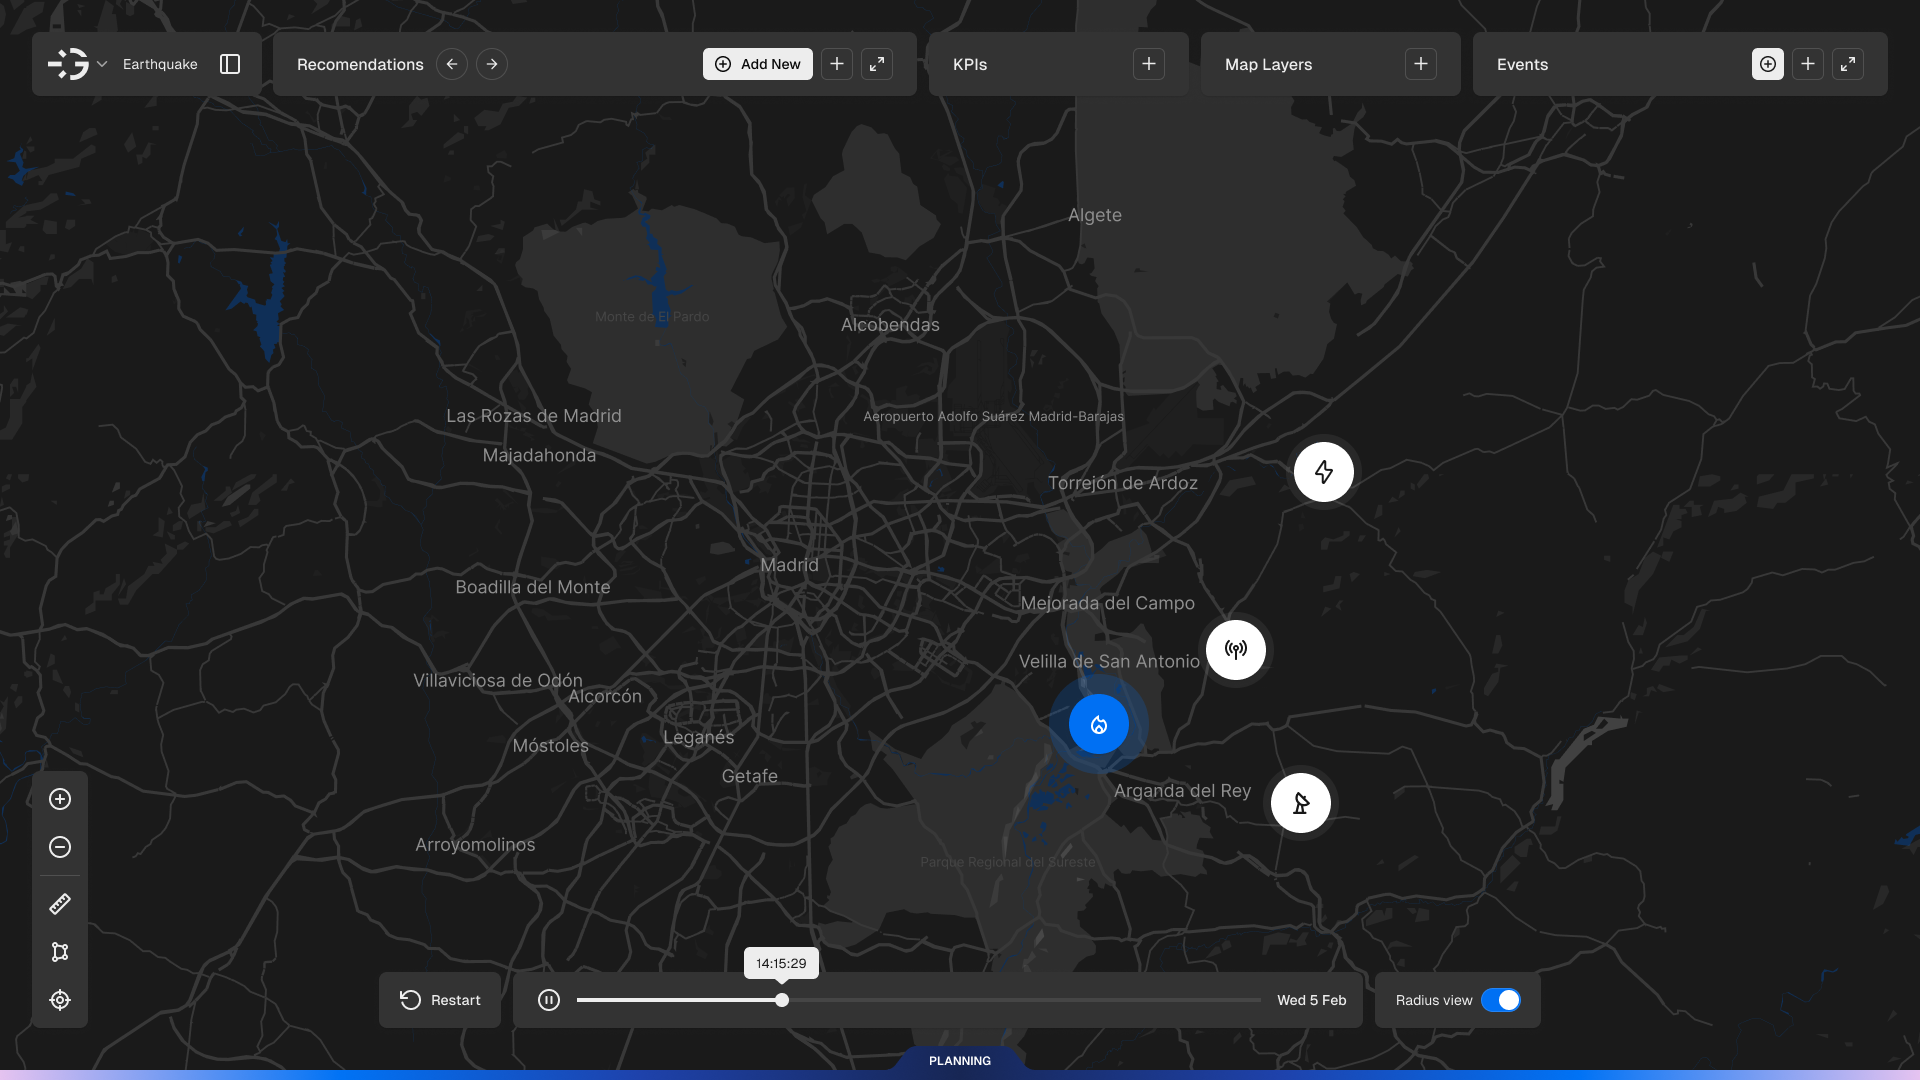 Earthquake
Recomendations
Add New
KPIs
Map Layers
Events
Algete
Monte de El Pardo
Alcobendas
Las Rozas de Madrid
Aeropuerto Adolfo Suárez Madrid-Barajas
Majadahonda
Torrejón de Ardoz
Madrid
Boadilla del Monte
Mejorada del Campo
Velilla de San Antonio
Villaviciosa de Odón
Alcorcón
Leganés
Móstoles
Getafe
Arganda del Rey
Arroyomolinos
Parque Regional del Sureste
14:15:29
Restart
Wed 5 Feb
Radius view
PLANNING